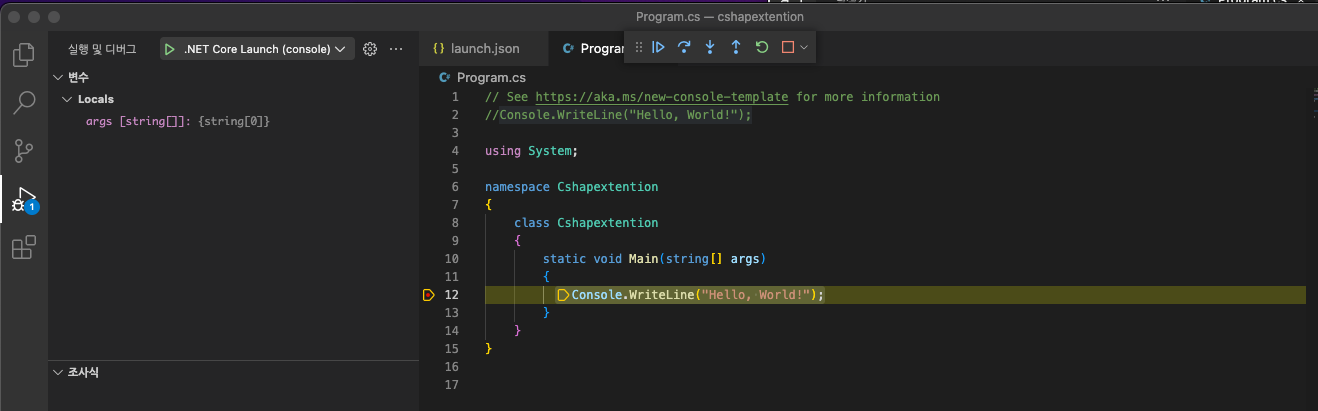 Program.cs — cshapextention
실행 및 디버그
.NET Core Launch (console)
변수
Locals
args [string[]]: {string[0]}
조사식
1
launch.json
Program.cs
1 // See https://aka.ms/new-console-template for more information
2 //Console.WriteLine("Hello, World!");
3
4 using System;
5
6 namespace Cshapextention
7 {
8 class Cshapextention
9 {
10 static void Main(string[] args)
11 {
12 Console.WriteLine("Hello, World!");
13 }
14 }
15 }
16
17